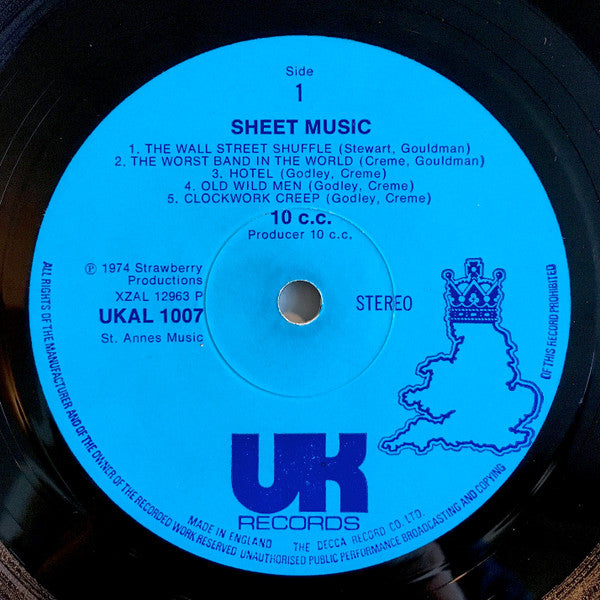 Side
1
SHEET MUSIC
1. THE WALL STREET SHUFFLE (Stewart, Gouldman)
2. THE WORST BAND IN THE WORLD (Creme, Gouldman)
3. HOTEL (Godley, Creme)
4. OLD WILD MEN (Godley, Creme)
5. CLOCKWORK CREEP (Godley, Creme)
10 c.c.
Producer 10 c.c.
℗ 1974 Strawberry
Productions
XZAL 12963 P
UKAL 1007
St. Annes Music
STEREO
UK
RECORDS
MADE IN ENGLAND THE DECCA RECORD CO. LTD.
ALL RIGHTS OF THE MANUFACTURER AND OF THE OWNER OF THE RECORDED WORK RESERVED UNAUTHORISED PUBLIC PERFORMANCE BROADCASTING AND COPYING OF THIS RECORD PROHIBITED